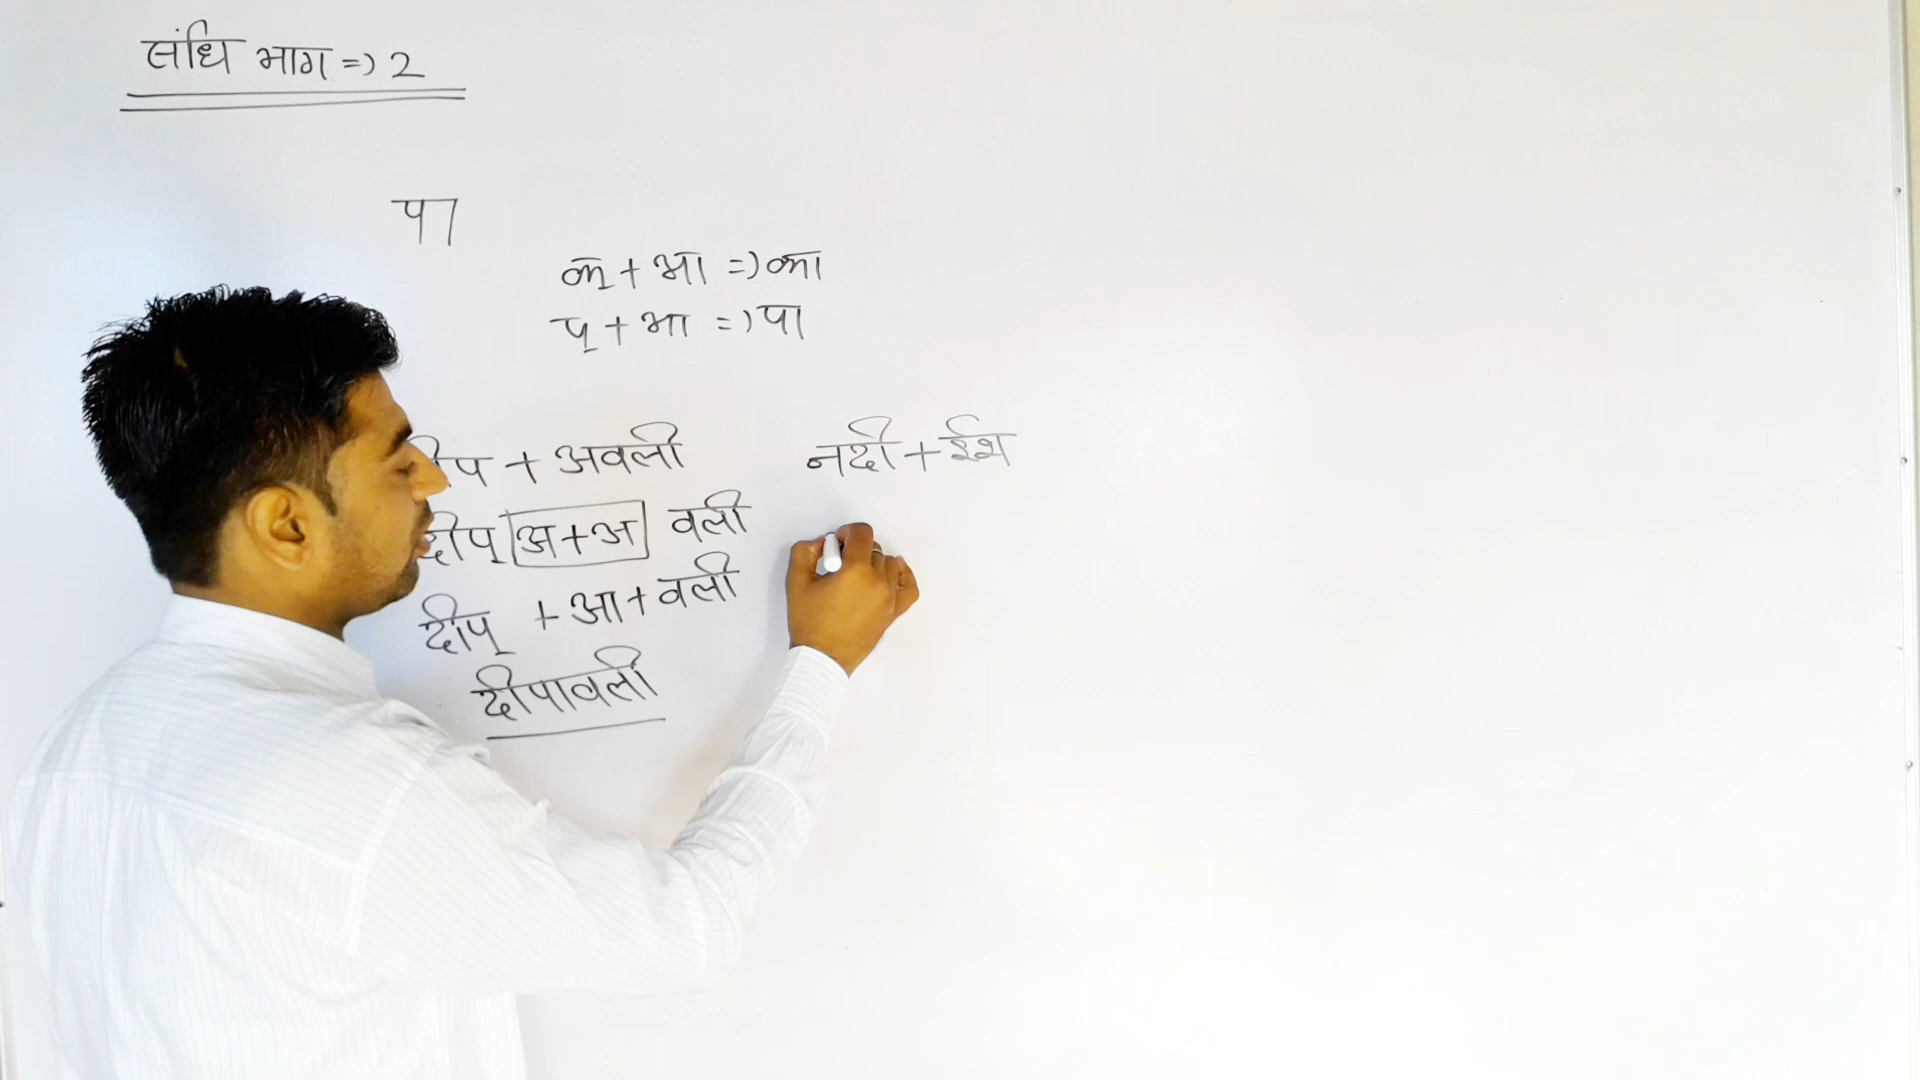 संधि भाग => 2
पा
क् + आ => का
प् + आ => पा
दीप + अवली
नदी + ईश
दीप् अ+अ वली
दीप् + आ + वली
दीपावली